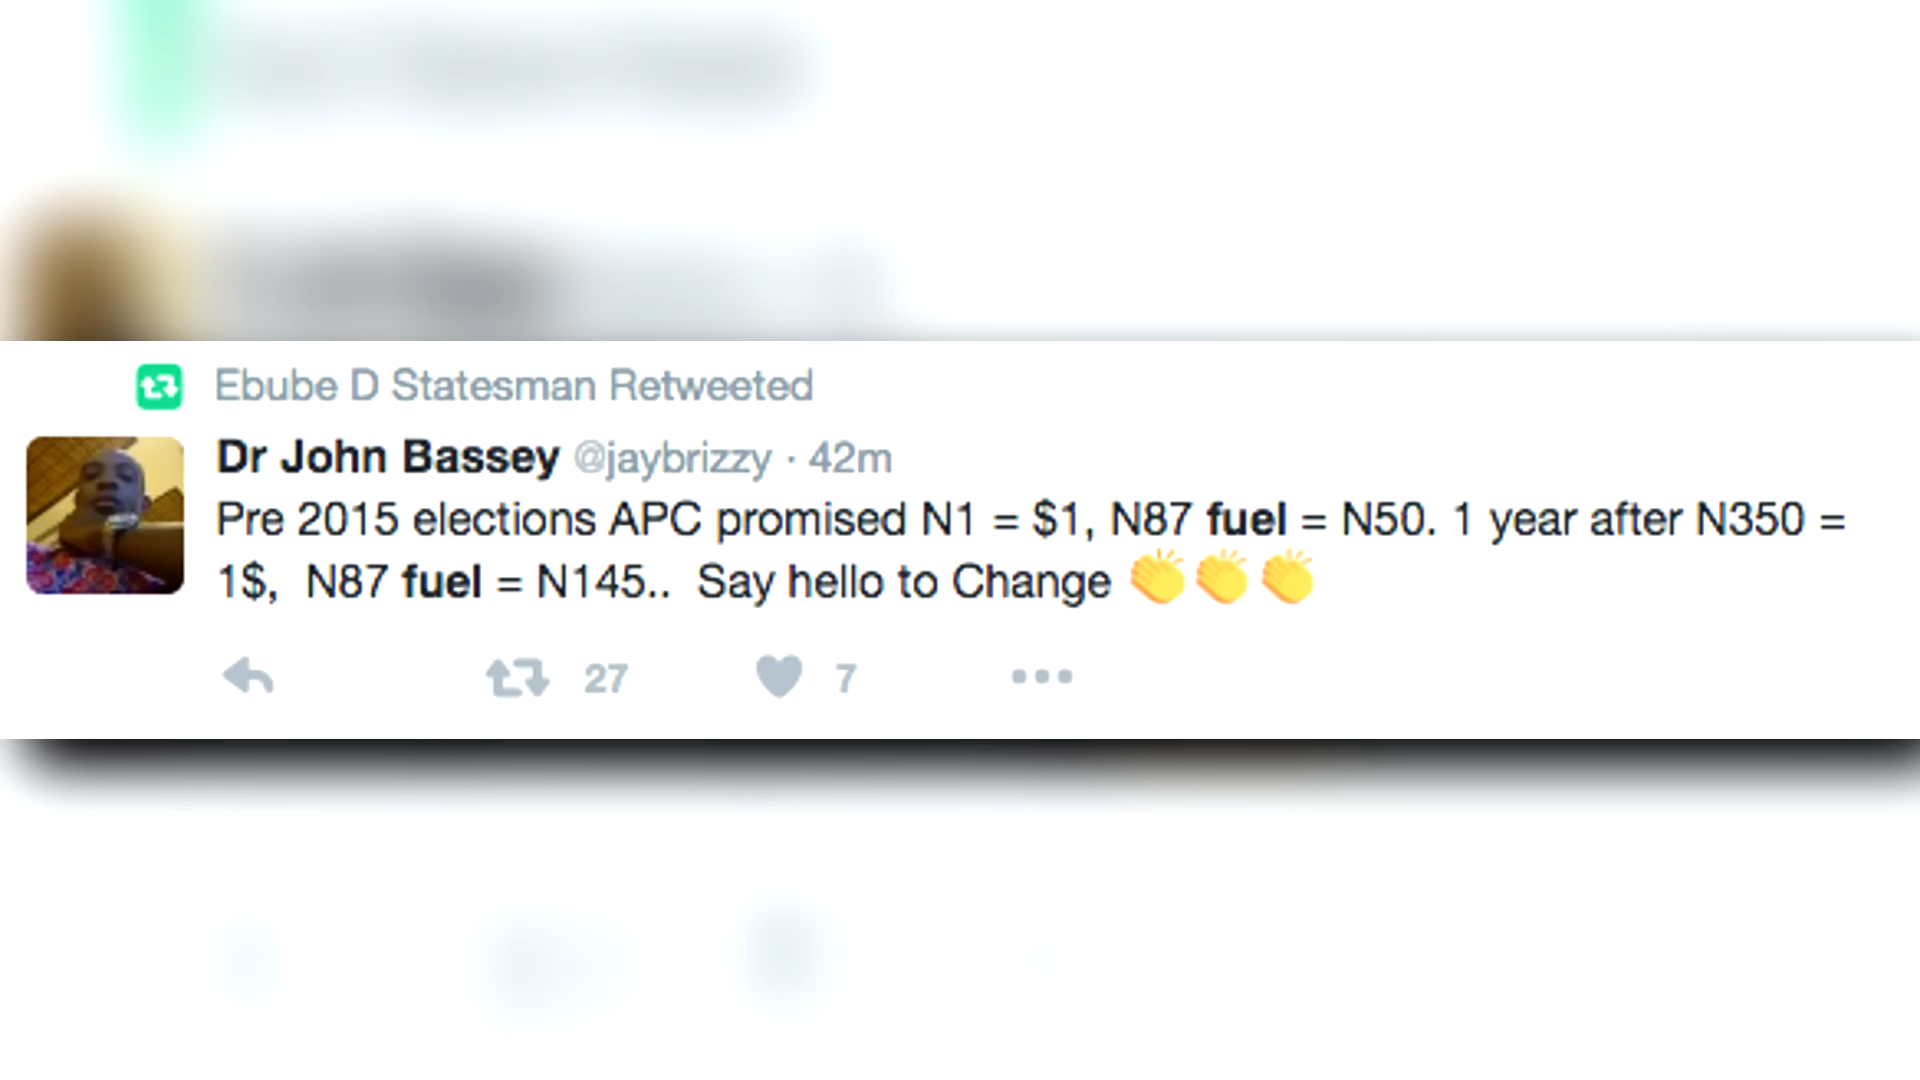 Ebube D Statesman Retweeted
Dr John Bassey @jaybrizzy · 42m
Pre 2015 elections APC promised N1 = $1, N87 fuel = N50. 1 year after N350 =
1$,  N87 fuel = N145..  Say hello to Change 👏👏👏
27 7